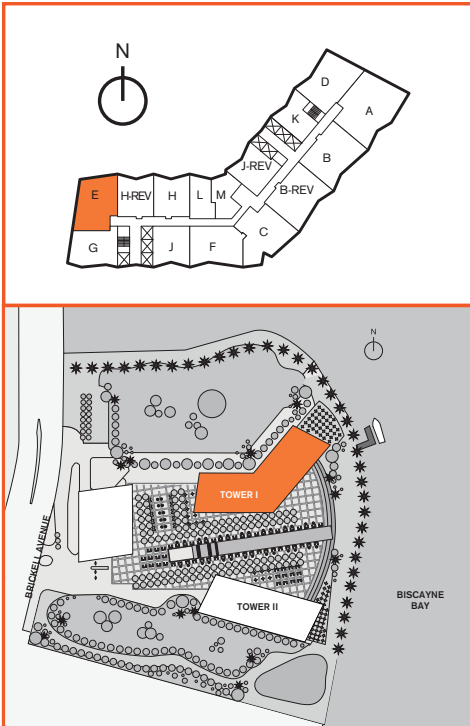 N
D
A
K
B
J-REV
B-REV
E
H-REV
H
L
M
C
G
J
F
N
TOWER I
BRICKELL AVENUE
BISCAYNE
BAY
TOWER II